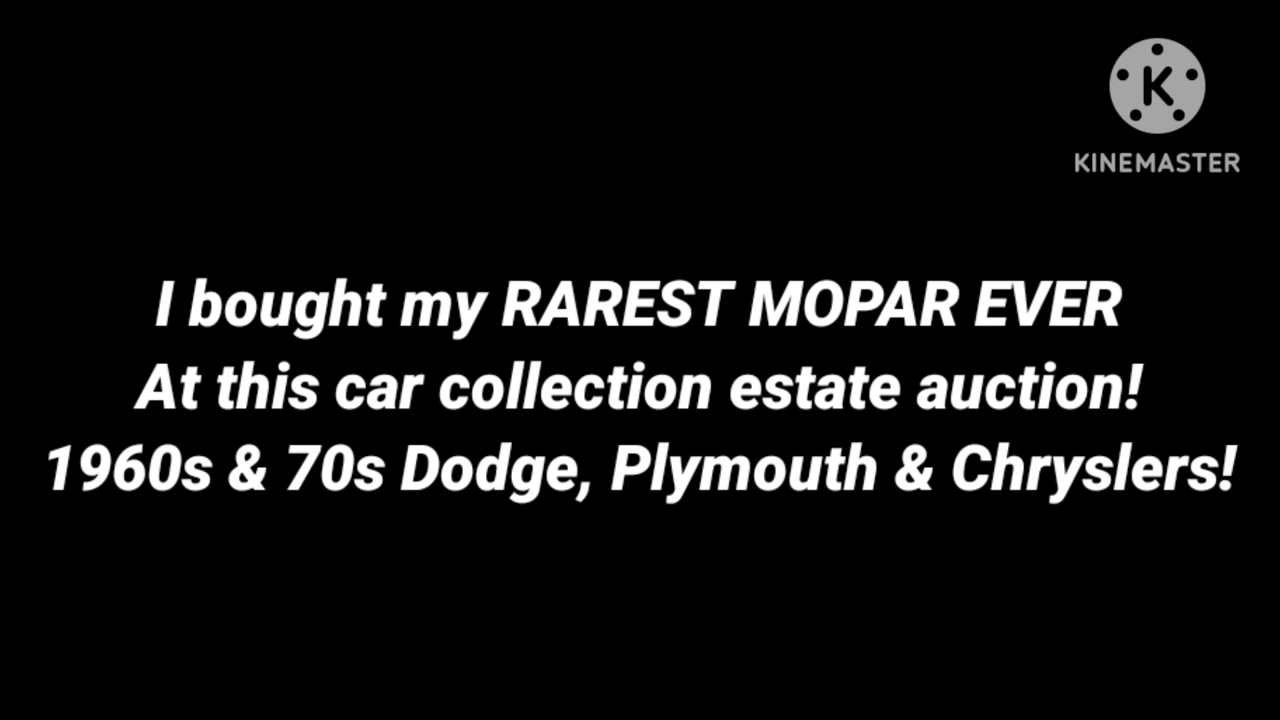 K
KINEMASTER
I bought my RAREST MOPAR EVER
At this car collection estate auction!
1960s & 70s Dodge, Plymouth & Chryslers!